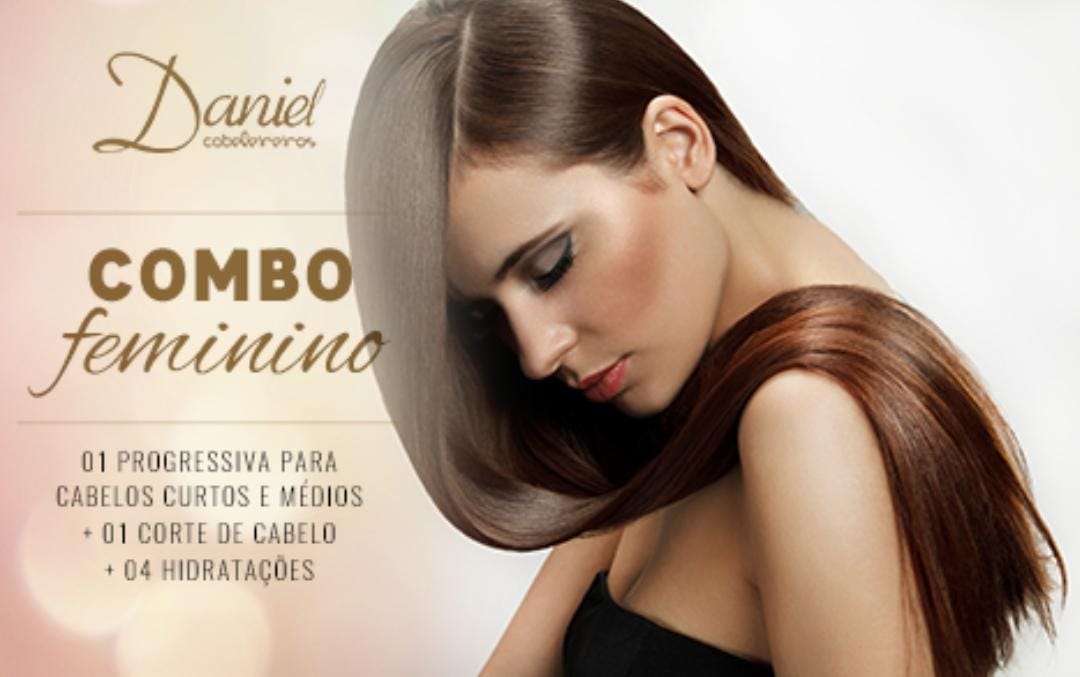 Daniel
cabeleireiros
COMBO
feminino
01 PROGRESSIVA PARA
CABELOS CURTOS E MÉDIOS
+ 01 CORTE DE CABELO
+ 04 HIDRATAÇÕES